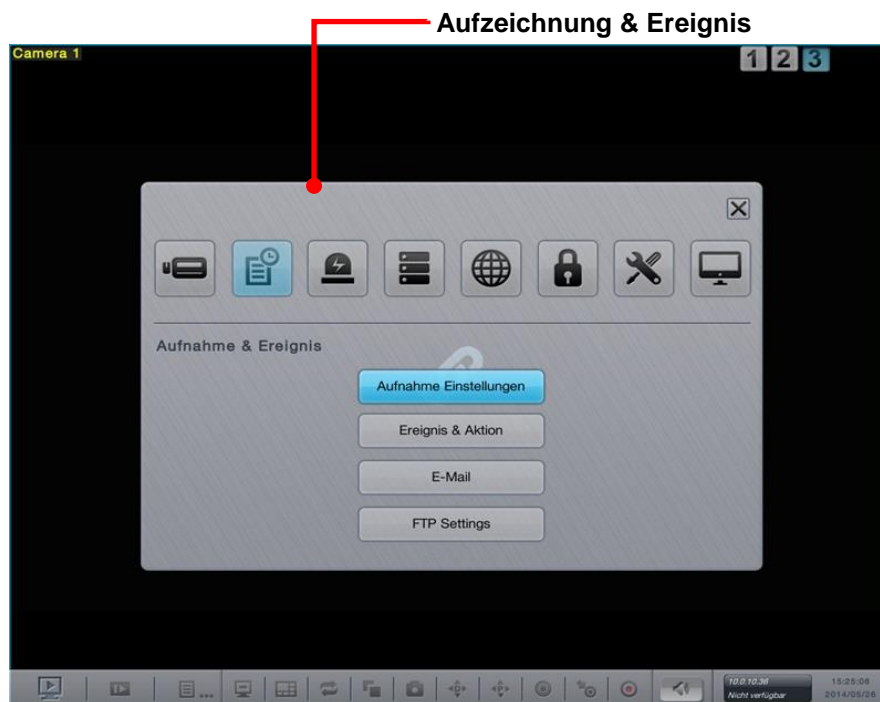 Aufzeichnung & Ereignis
Camera 1
1 2 3
Aufnahme & Ereignis
Aufnahme Einstellungen
Ereignis & Aktion
E-Mail
FTP Settings
10.0.10.36
Nicht verfügbar
15:25:08
2014/05/26